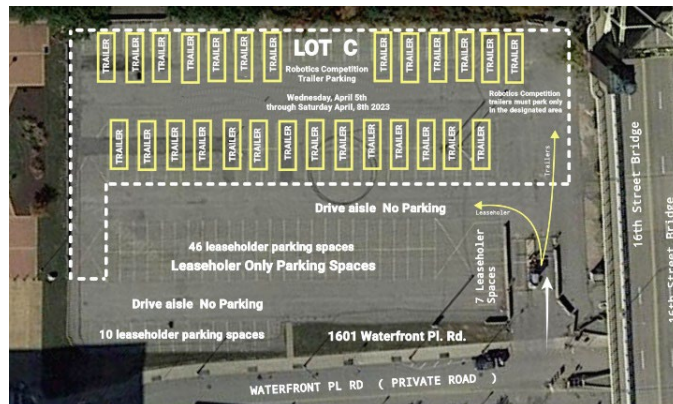 TRAILER
TRAILER
TRAILER
TRAILER
TRAILER
TRAILER
TRAILER
LOT C
TRAILER
TRAILER
TRAILER
TRAILER
TRAILER
TRAILER
Robotics Competition
Trailer Parking
Wednesday, April 5th
through Saturday April, 8th 2023
Robotics Competition
trailers must park only
in the designated area
TRAILER
TRAILER
TRAILER
TRAILER
TRAILER
TRAILER
TRAILER
TRAILER
TRAILER
TRAILER
TRAILER
TRAILER
TRAILER
TRAILER
Trailers
16th Street Bridge
16th Street Bridge
Drive aisle No Parking
Leaseholer
46 leaseholder parking spaces
Leaseholer Only Parking Spaces
7 Leaseholer
Spaces
Drive aisle No Parking
10 leaseholder parking spaces
1601 Waterfront Pl. Rd.
WATERFRONT PL RD ( PRIVATE ROAD )